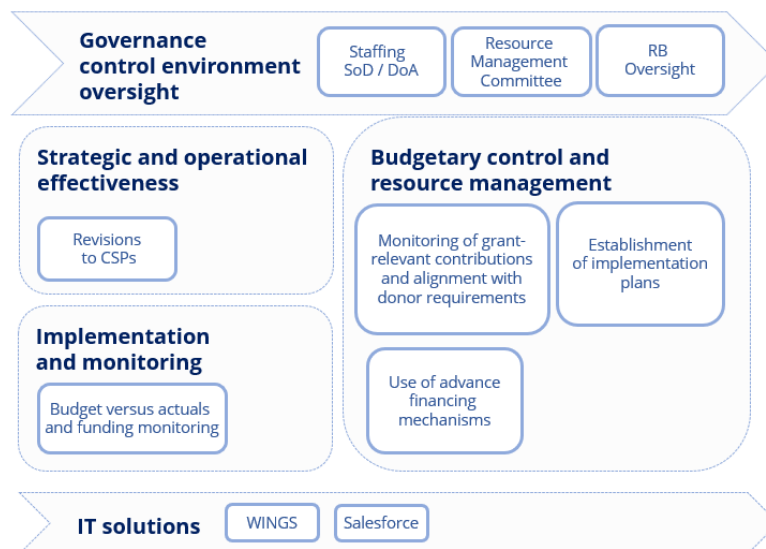 Governance
control environment
oversight
Staffing
SoD / DoA
Resource
Management
Committee
RB
Oversight
Strategic and operational
effectiveness
Revisions
to CSPs
Implementation
and monitoring
Budget versus actuals
and funding monitoring
Budgetary control and
resource management
Monitoring of grant-
relevant contributions
and alignment with
donor requirements
Establishment
of implementation
plans
Use of advance
financing
mechanisms
IT solutions
WINGS
Salesforce